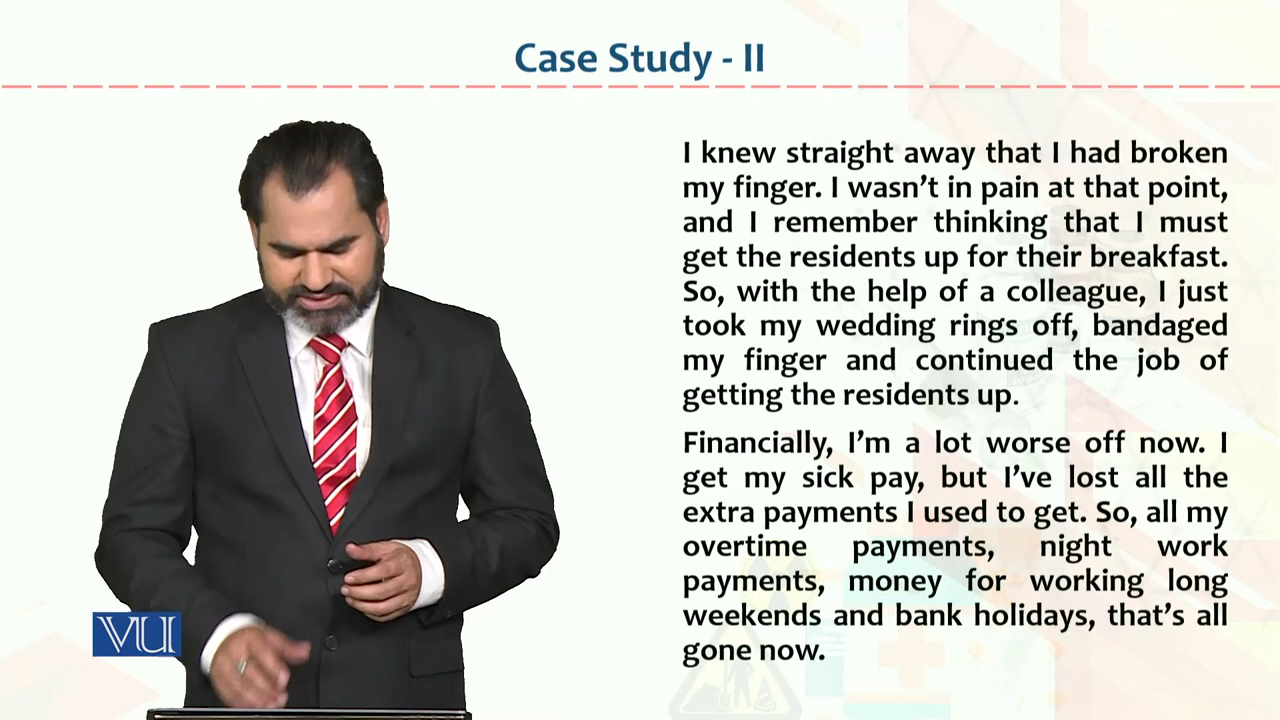 Case Study - II
I knew straight away that I had broken
my finger. I wasn’t in pain at that point,
and I remember thinking that I must
get the residents up for their breakfast.
So, with the help of a colleague, I just
took my wedding rings off, bandaged
my finger and continued the job of
getting the residents up.
Financially, I’m a lot worse off now. I
get my sick pay, but I’ve lost all the
extra payments I used to get. So, all my
overtime payments, night work
payments, money for working long
weekends and bank holidays, that’s all
gone now.
VU